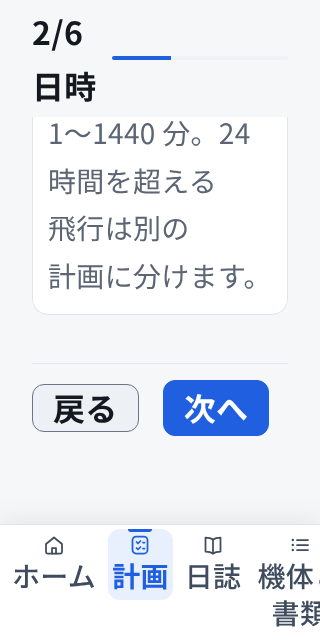 2/6
日時
1〜1440 分。24
時間を超える
飛行は別の
計画に分けます。
戻る
次へ
ホーム
計画
日誌
機体
書類